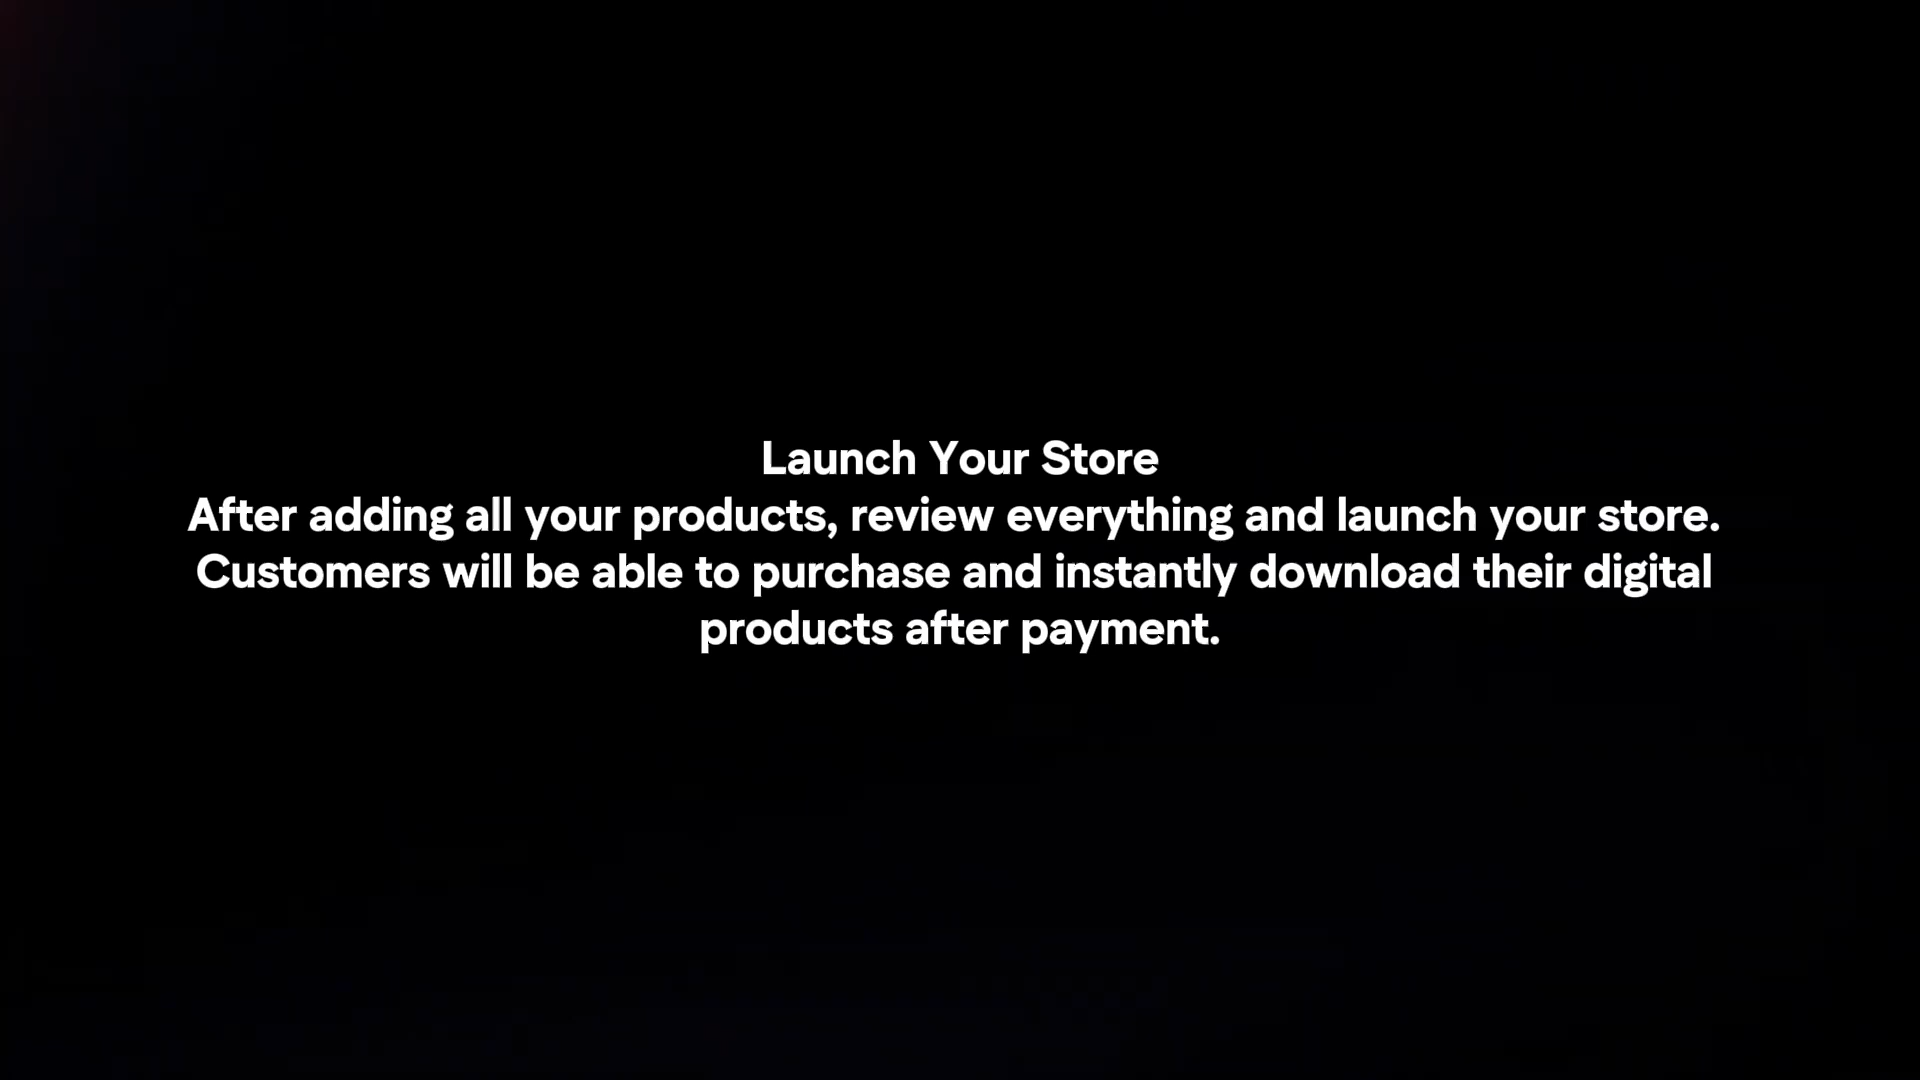 Launch Your Store
After adding all your products, review everything and launch your store.
Customers will be able to purchase and instantly download their digital
products after payment.